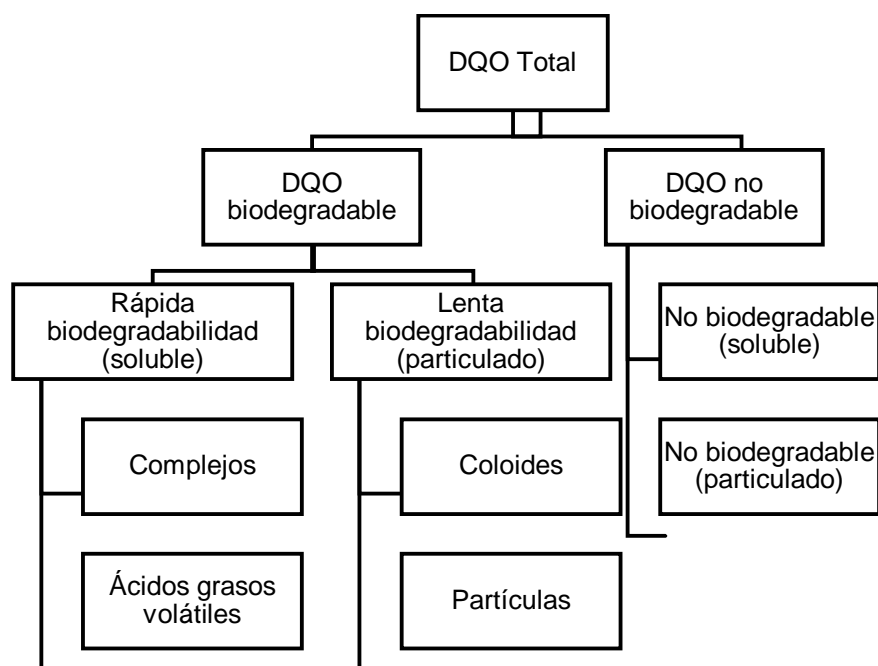 DQO Total
DQO
biodegradable
DQO no
biodegradable
Rápida
biodegradabilidad
(soluble)
Lenta
biodegradabilidad
(particulado)
No biodegradable
(soluble)
Complejos
Coloides
No biodegradable
(particulado)
Ácidos grasos
volátiles
Partículas